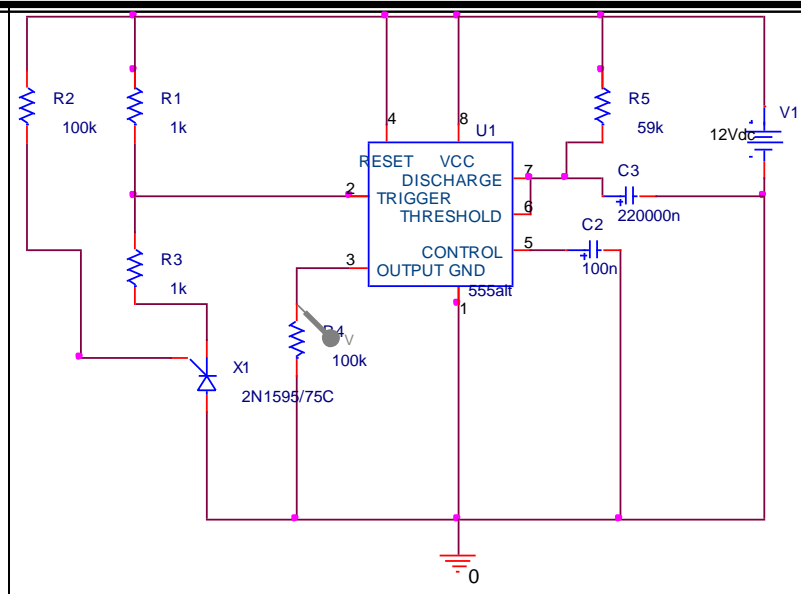 R2
100k
R1
1k
R5
59k
V1
12Vdc
4
8
U1
RESET
VCC
7
DISCHARGE
2
TRIGGER
6
THRESHOLD
C3
220000n
C2
5
CONTROL
100n
3
OUTPUT
GND
555alt
1
R3
1k
R4
V
100k
X1
2N1595/75C
0